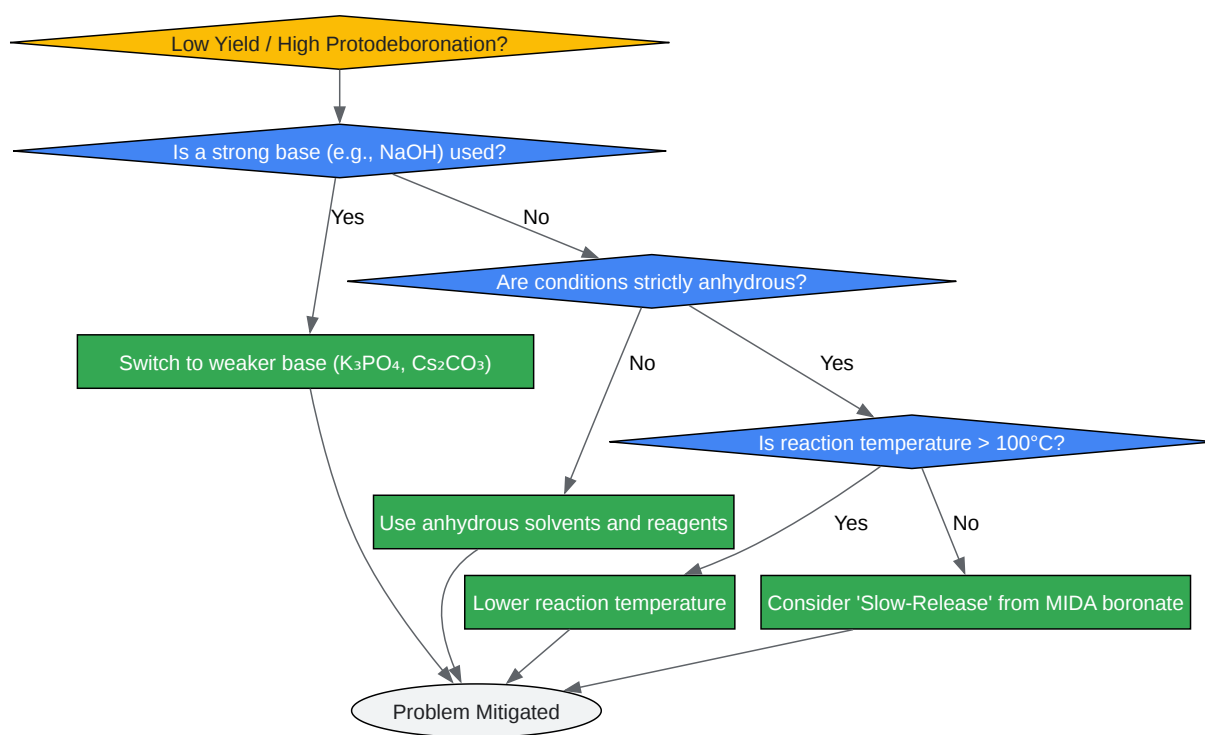 Low Yield / High Protodeboronation?
Is a strong base (e.g., NaOH) used?
Yes
No
Are conditions strictly anhydrous?
Switch to weaker base (K₃PO₄, Cs₂CO₃)
No
Yes
Is reaction temperature > 100°C?
Use anhydrous solvents and reagents
Yes
No
Lower reaction temperature
Consider 'Slow-Release' from MIDA boronate
Problem Mitigated